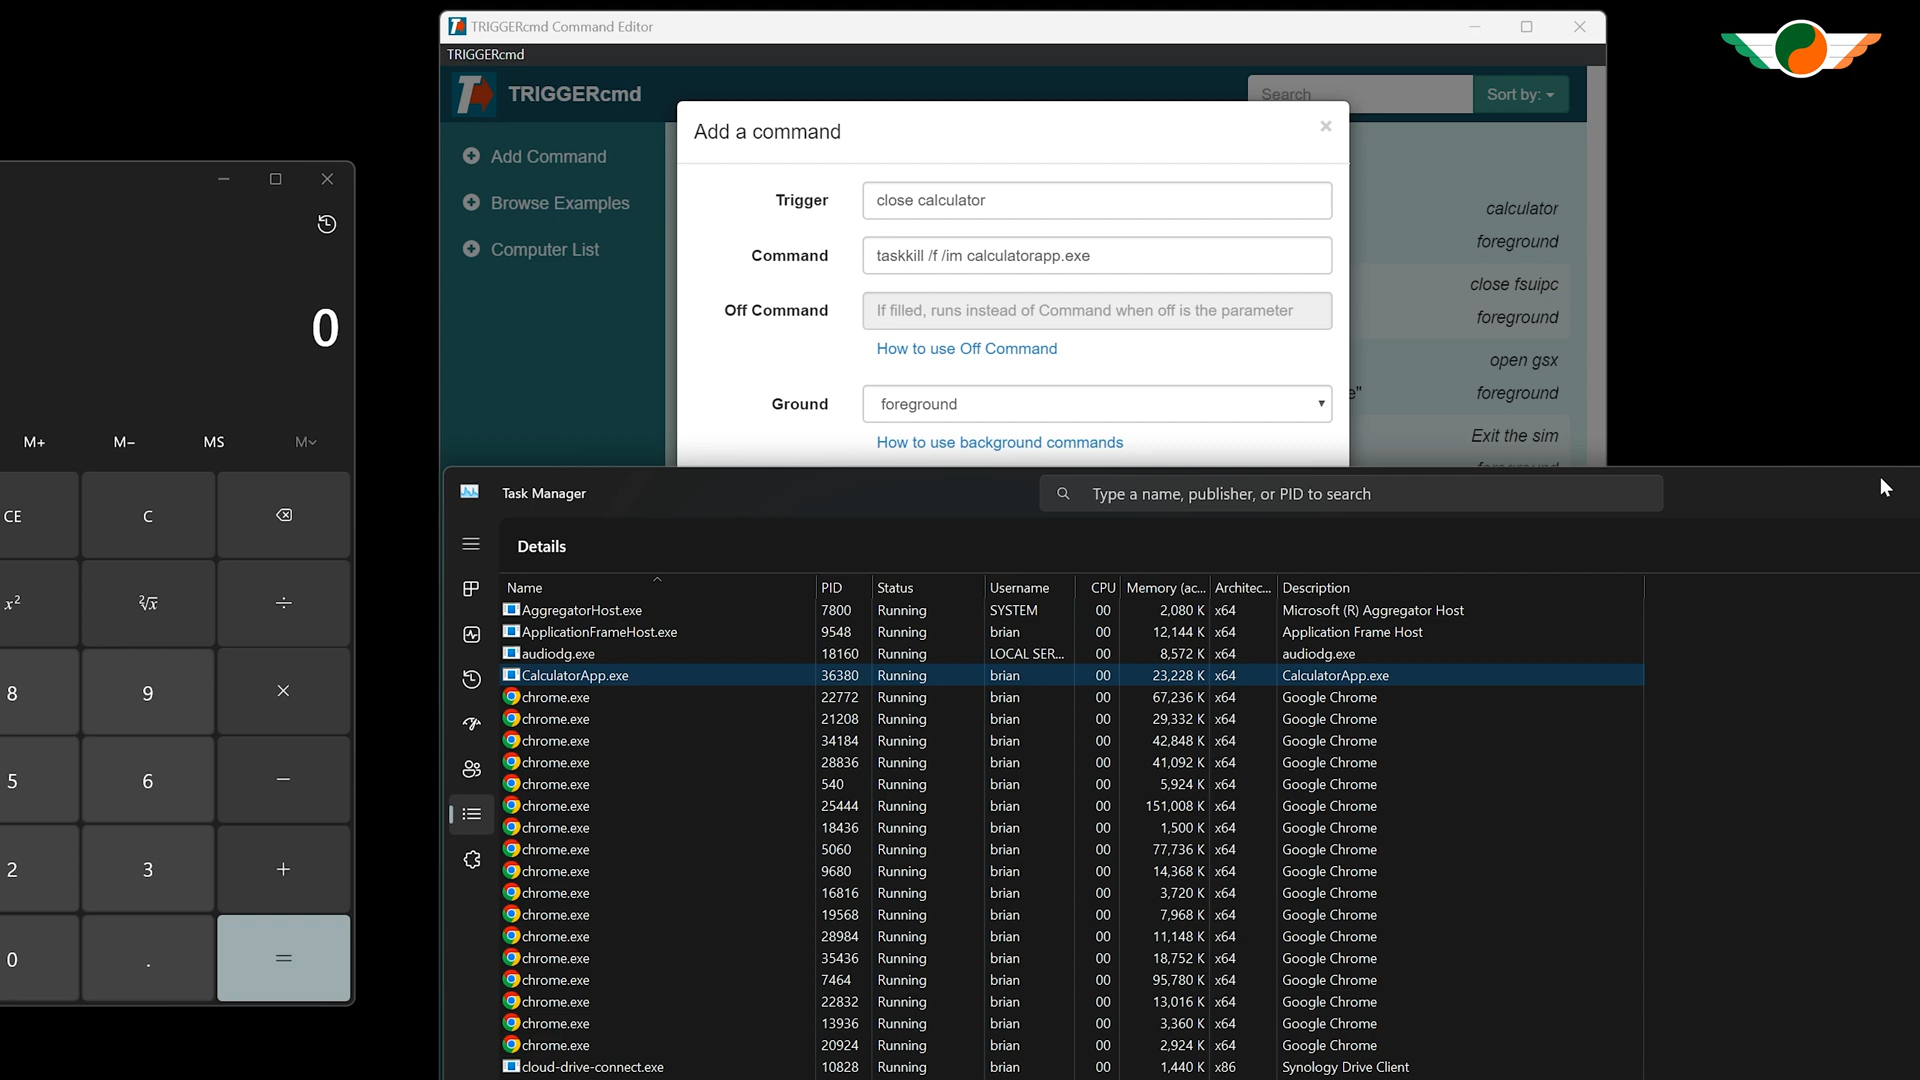 TRIGGERcmd Command Editor
TRIGGERcmd
TRIGGERcmd
Search
Sort by:
Add Command
Browse Examples
Computer List
Add a command
×
Trigger
close calculator
Command
taskkill /f /im calculatorapp.exe
Off Command
If filled, runs instead of Command when off is the parameter
How to use Off Command
Ground
foreground
How to use background commands
calculator
foreground
close fsuipc
foreground
open gsx
e"
foreground
Exit the sim
0
M+ M− MS M
CE C
x² ²√x ÷
8 9 ×
5 6 −
2 3 +
0 . =
Task Manager
Type a name, publisher, or PID to search
Details
Name PID Status Username CPU Memory (ac... Architec... Description
AggregatorHost.exe 7800 Running SYSTEM 00 2,080 K x64 Microsoft (R) Aggregator Host
ApplicationFrameHost.exe 9548 Running brian 00 12,144 K x64 Application Frame Host
audiodg.exe 18160 Running LOCAL SER... 00 8,572 K x64 audiodg.exe
CalculatorApp.exe 36380 Running brian 00 23,228 K x64 CalculatorApp.exe
chrome.exe 22772 Running brian 00 67,236 K x64 Google Chrome
chrome.exe 21208 Running brian 00 29,332 K x64 Google Chrome
chrome.exe 34184 Running brian 00 42,848 K x64 Google Chrome
chrome.exe 28836 Running brian 00 41,092 K x64 Google Chrome
chrome.exe 540 Running brian 00 5,924 K x64 Google Chrome
chrome.exe 25444 Running brian 00 151,008 K x64 Google Chrome
chrome.exe 18436 Running brian 00 1,500 K x64 Google Chrome
chrome.exe 5060 Running brian 00 77,736 K x64 Google Chrome
chrome.exe 9680 Running brian 00 14,368 K x64 Google Chrome
chrome.exe 16816 Running brian 00 3,720 K x64 Google Chrome
chrome.exe 19568 Running brian 00 7,968 K x64 Google Chrome
chrome.exe 28984 Running brian 00 11,148 K x64 Google Chrome
chrome.exe 35436 Running brian 00 18,752 K x64 Google Chrome
chrome.exe 7464 Running brian 00 95,780 K x64 Google Chrome
chrome.exe 22832 Running brian 00 13,016 K x64 Google Chrome
chrome.exe 13936 Running brian 00 3,360 K x64 Google Chrome
chrome.exe 20924 Running brian 00 2,924 K x64 Google Chrome
cloud-drive-connect.exe 10828 Running brian 00 1,440 K x86 Synology Drive Client